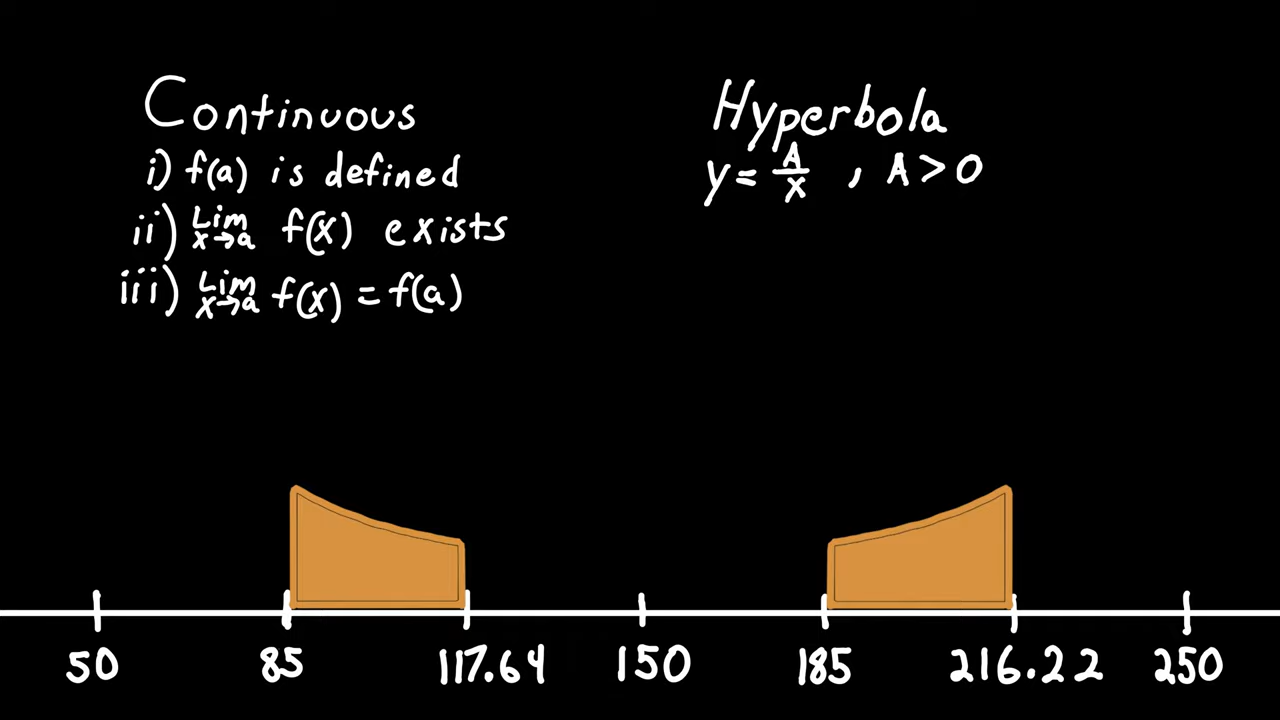 Continuous
i) f(a) is defined
ii) Lim x→a f(x) exists
iii) Lim x→a f(x) = f(a)
Hyperbola
y = A/x , A > 0
50 85 117.64 150 185 216.22 250